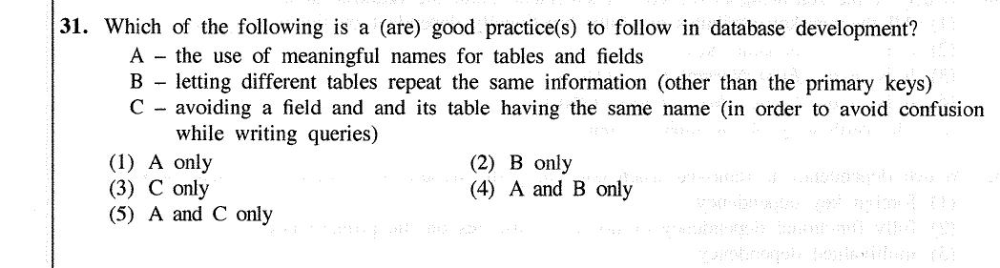 31. Which of the following is a (are) good practice(s) to follow in database development?
A – the use of meaningful names for tables and fields
B – letting different tables repeat the same information (other than the primary keys)
C – avoiding a field and and its table having the same name (in order to avoid confusion
while writing queries)
(1) A only (2) B only
(3) C only (4) A and B only
(5) A and C only